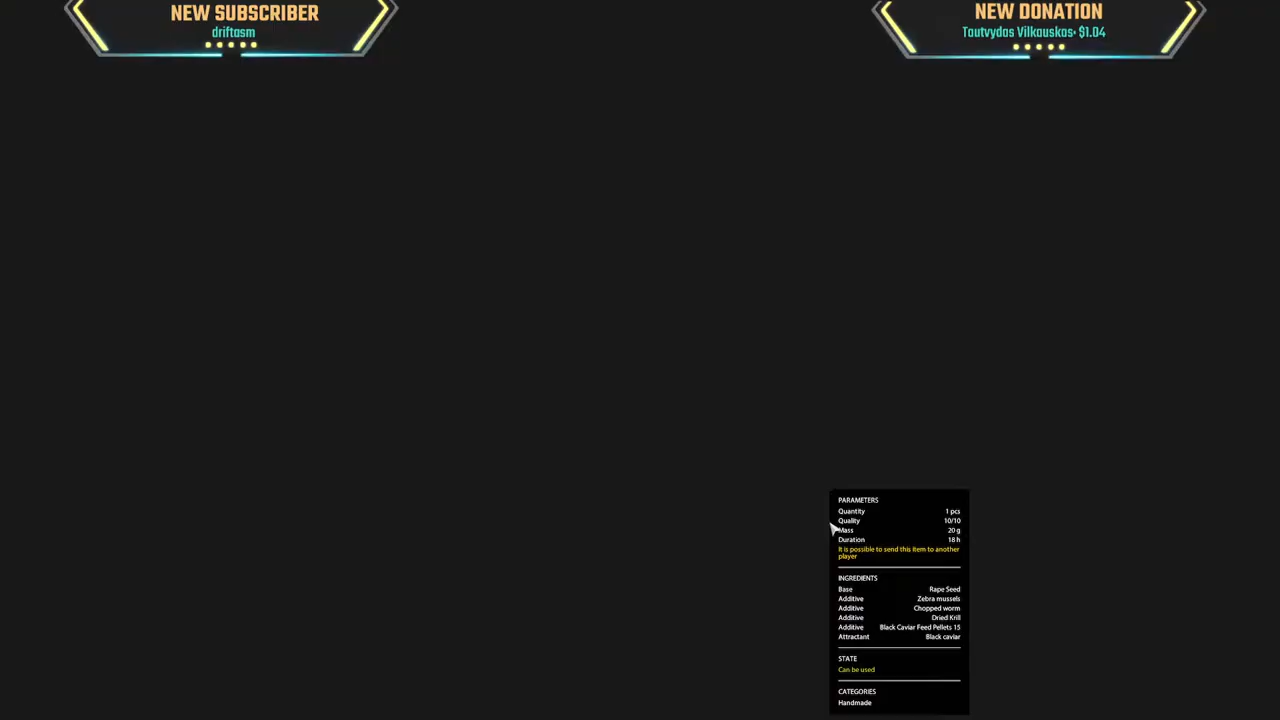 NEW SUBSCRIBER
driftasm
NEW DONATION
Tautvydas Vilkauskas• $1.04
PARAMETERS
Quantity 1 pcs
Quality 10/10
Mass 20 g
Duration 18 h
It is possible to send this item to another
player
INGREDIENTS
Base Rape Seed
Additive Zebra mussels
Additive Chopped worm
Additive Dried Krill
Additive Black Caviar Feed Pellets 15
Attractant Black caviar
STATE
Can be used
CATEGORIES
Handmade